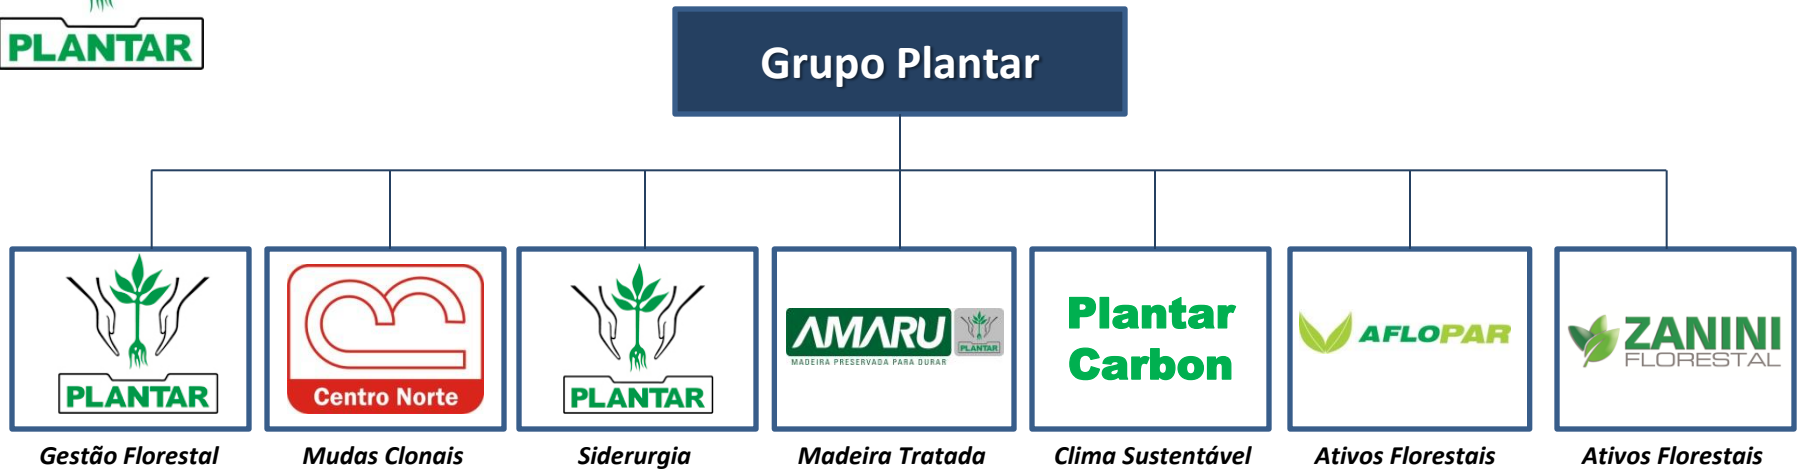 PLANTAR
Grupo Plantar
PLANTAR
Centro Norte
PLANTAR
AMARU
PLANTAR
MADEIRA PRESERVADA PARA DURAR
Plantar
Carbon
AFLOPAR
ZANINI
FLORESTAL
Gestão Florestal
Mudas Clonais
Siderurgia
Madeira Tratada
Clima Sustentável
Ativos Florestais
Ativos Florestais